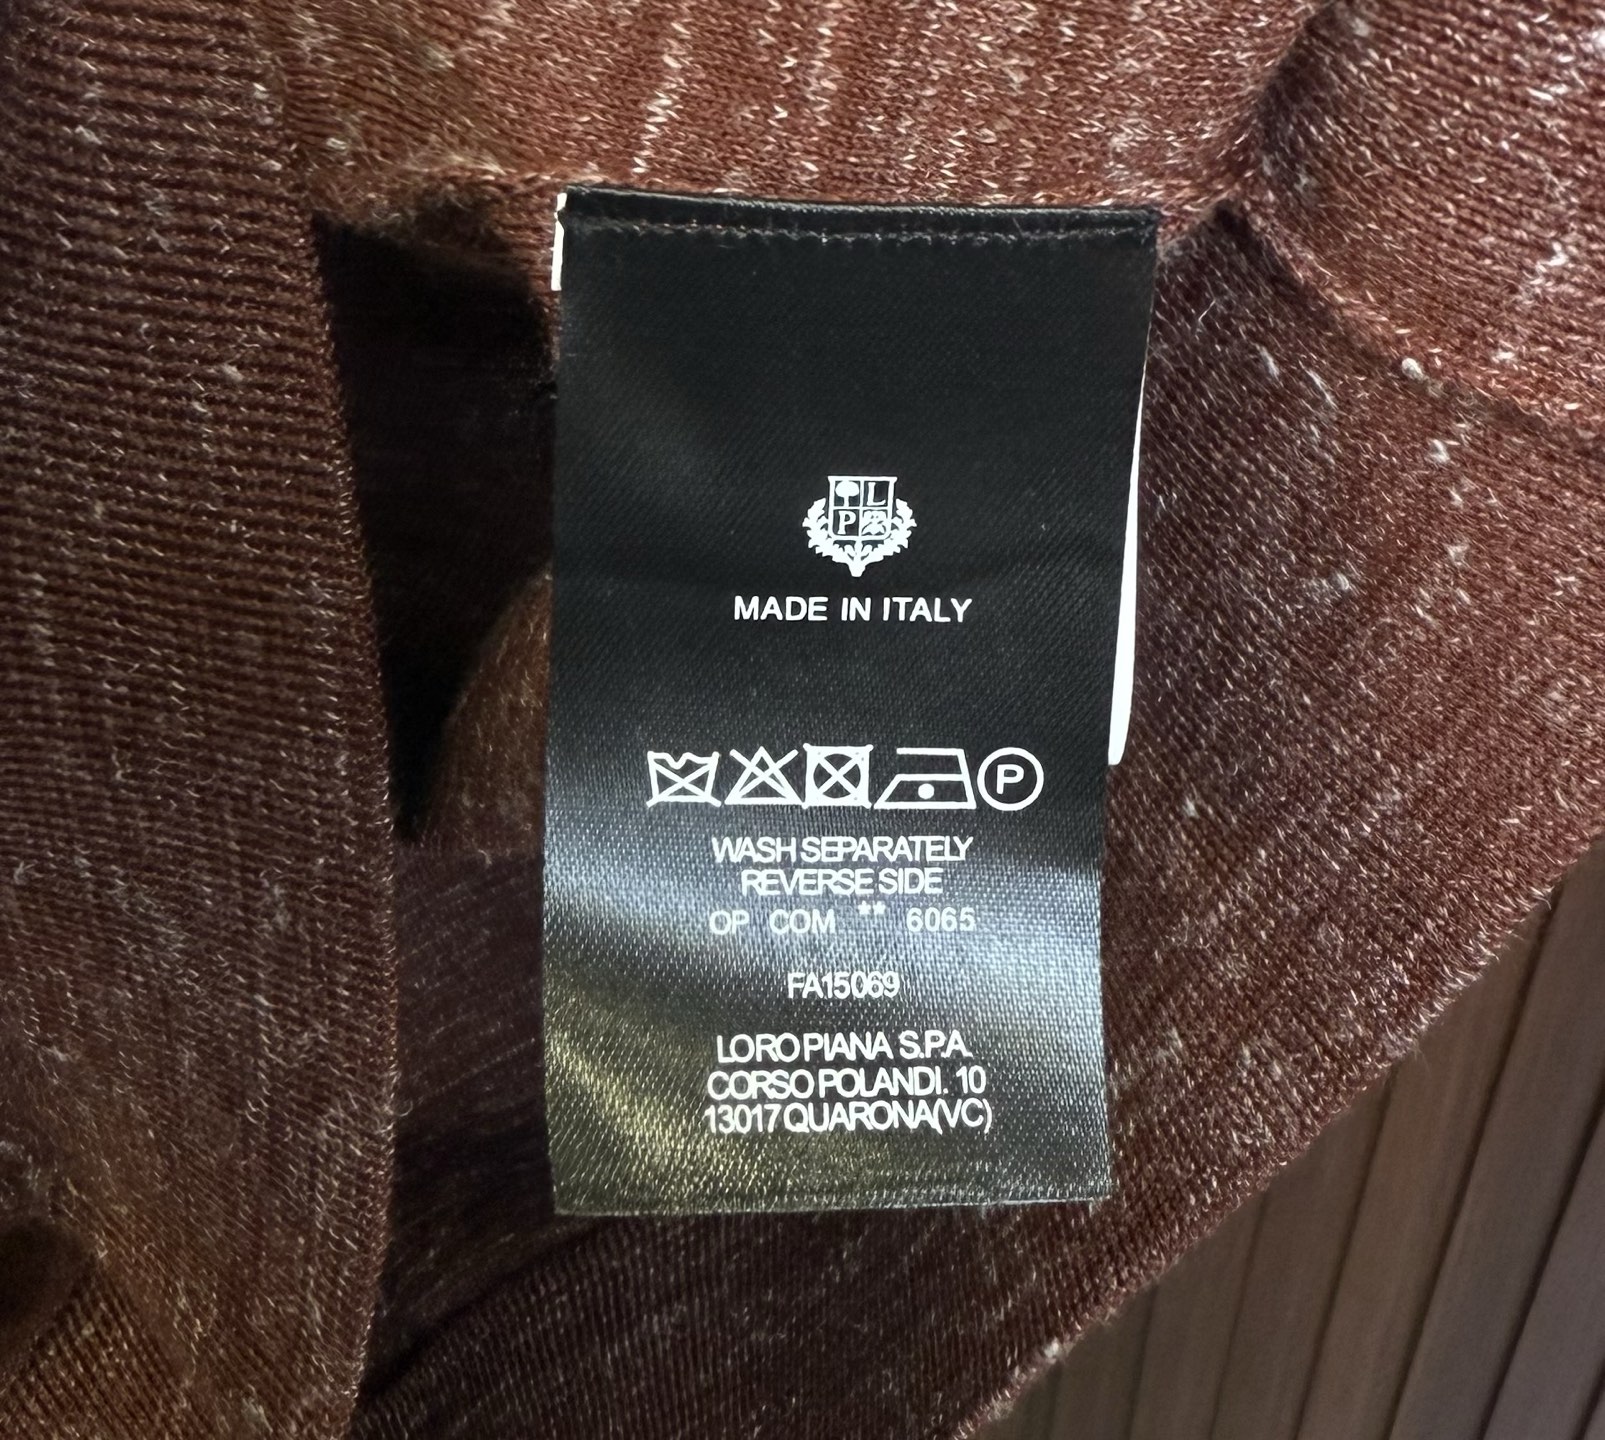 L
P
MADE IN ITALY
P
WASH SEPARATELY
REVERSE SIDE
OP COM ** 6065
FA15069
LORO PIANA S.P.A.
CORSO POLANDI. 10
13017 QUARONA(VC)